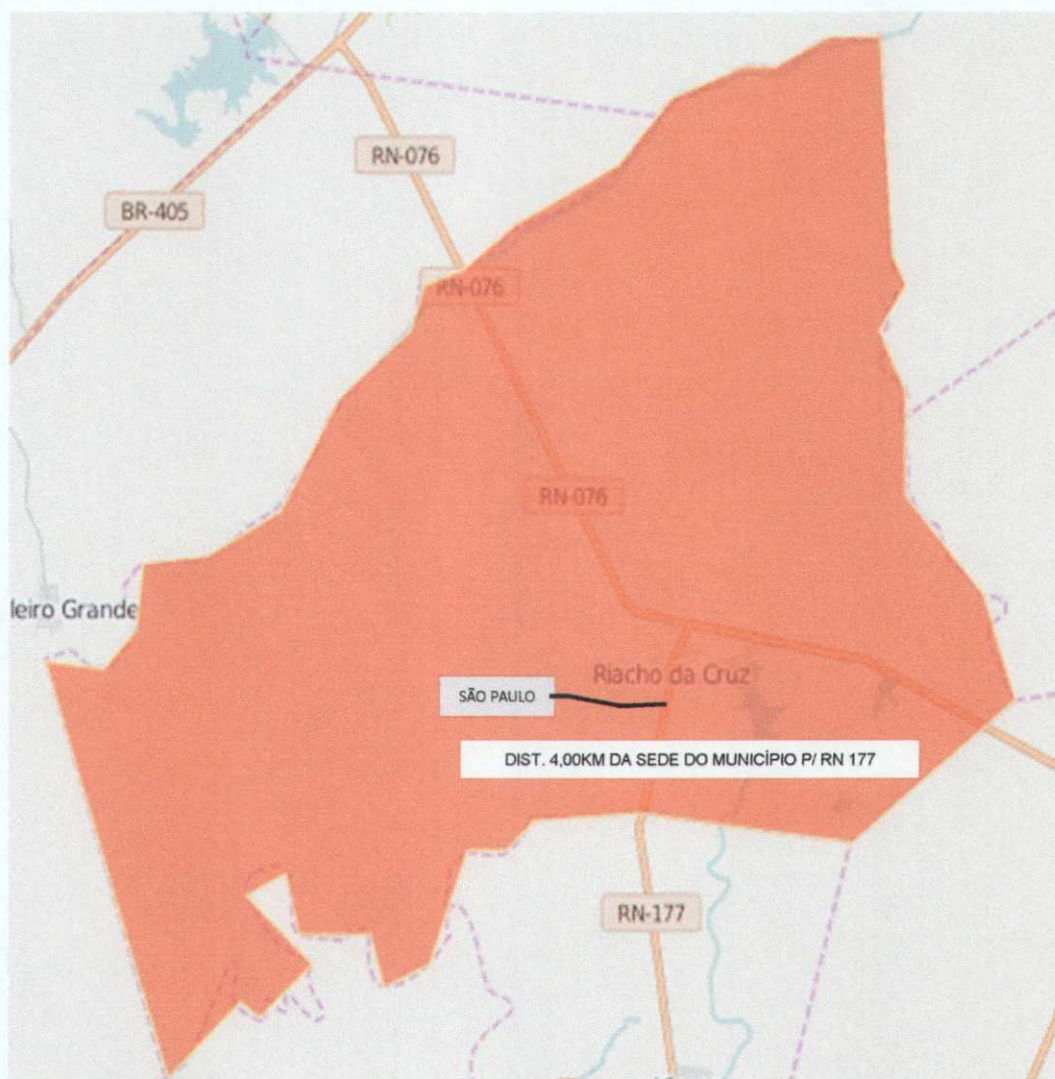 RN-076
BR-405
RN-076
RN-076
leiro Grande
Riacho da Cruz
SÃO PAULO
DIST. 4,00KM DA SEDE DO MUNICÍPIO P/ RN 177
RN-177